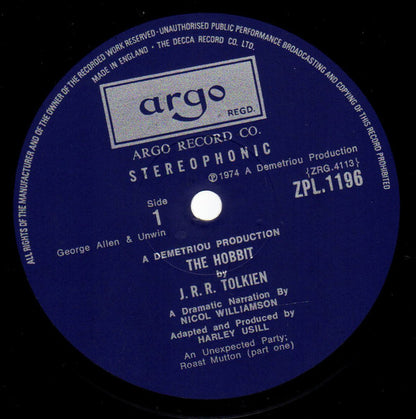 ALL RIGHTS OF THE MANUFACTURER AND OF THE OWNER OF THE RECORDED WORK RESERVED · UNAUTHORISED PUBLIC PERFORMANCE BROADCASTING AND COPYING OF THIS RECORD PROHIBITED
MADE IN ENGLAND · THE DECCA RECORD CO. LTD.
argo
REGD.
ARGO RECORD CO.
STEREOPHONIC
℗1974 A Demetriou Production
{ZRG.4113}
ZPL.1196
Side
1
George Allen & Unwin
A DEMETRIOU PRODUCTION
THE HOBBIT
by
J. R. R. TOLKIEN
A Dramatic Narration By
NICOL WILLIAMSON
Adapted and Produced by
HARLEY USILL
An Unexpected Party;
Roast Mutton (part one)